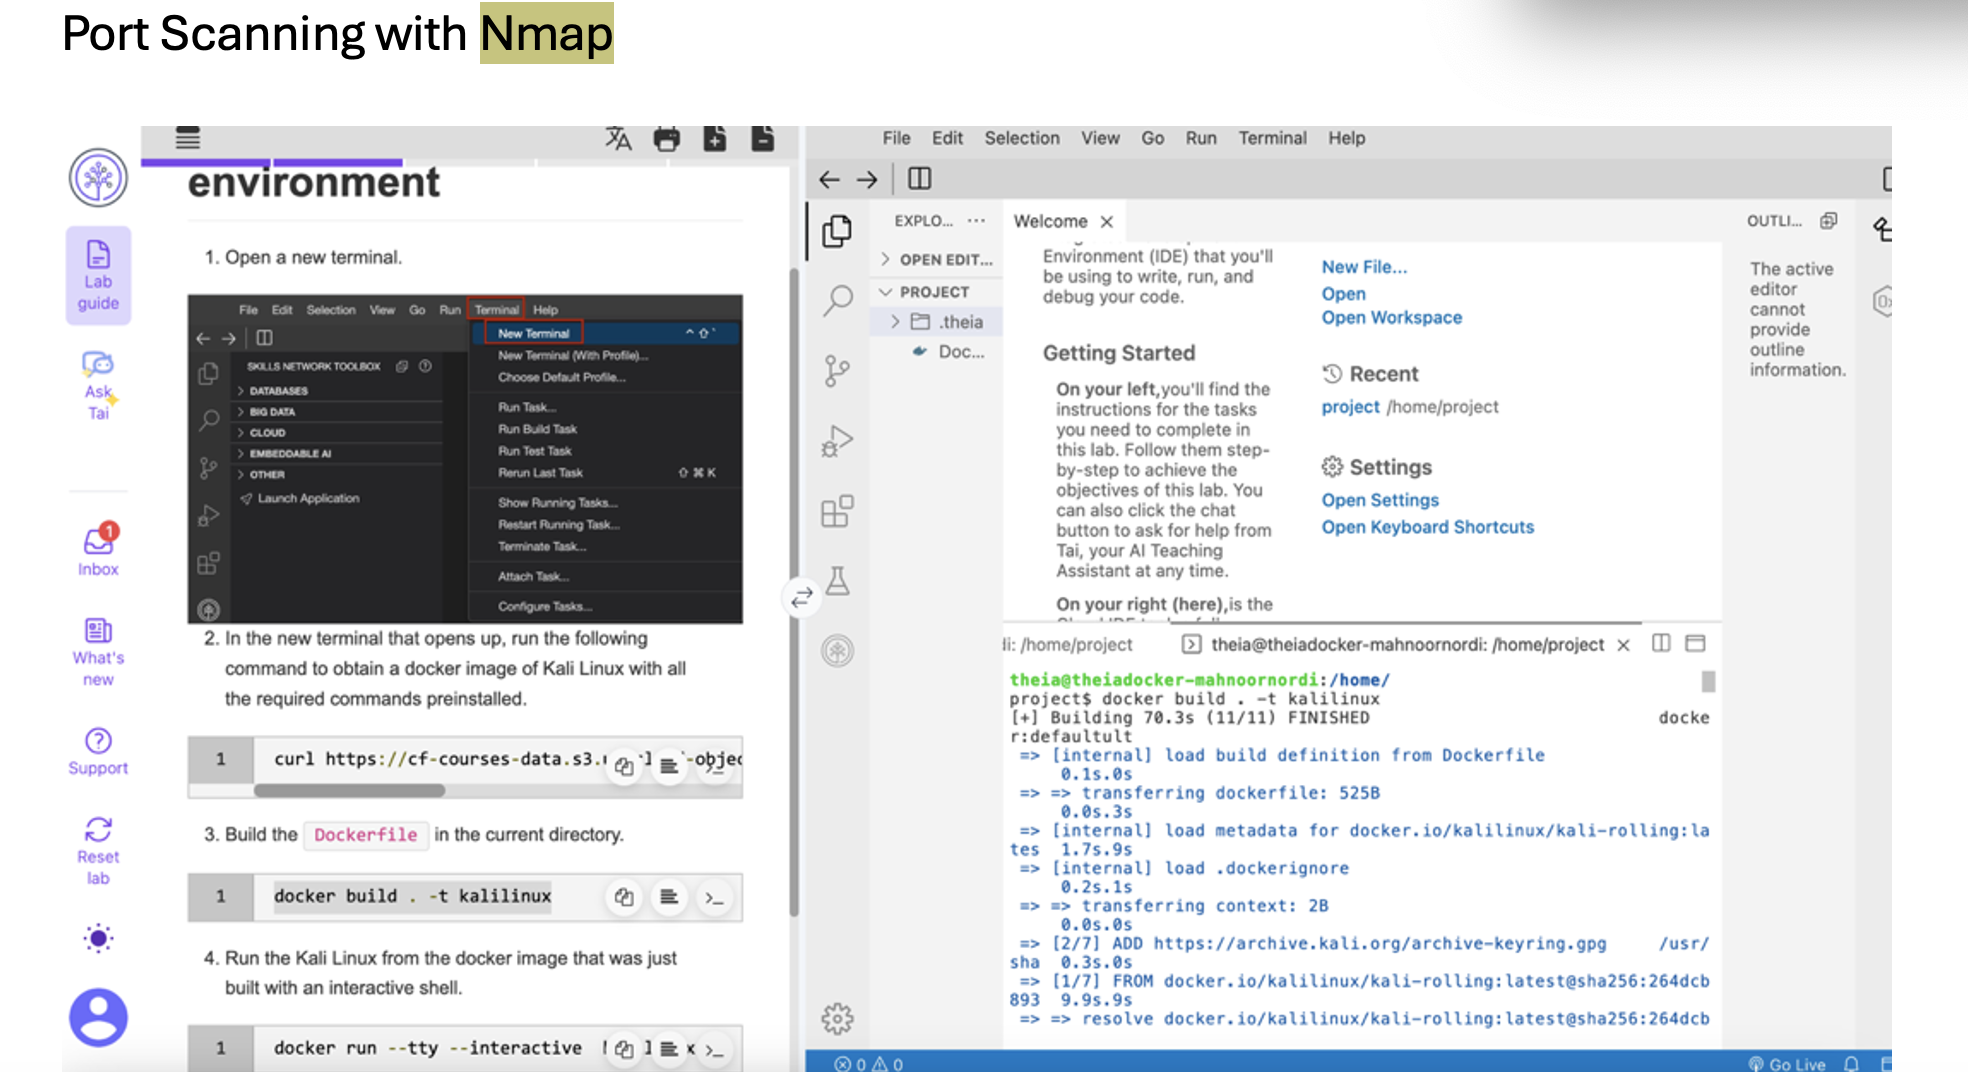 Port Scanning with Nmap
Lab
guide
Ask
Tai
1
Inbox
What's
new
Support
Reset
lab
environment
1. Open a new terminal.
File Edit Selection View Go Run Terminal Help
New Terminal
New Terminal (With Profile)...
Choose Default Profile...
Run Task...
Run Build Task
Run Test Task
Rerun Last Task ⇧ ⌘ K
Show Running Tasks...
Restart Running Task...
Terminate Task...
Attach Task...
Configure Tasks...
SKILLS NETWORK TOOLBOX
DATABASES
BIG DATA
CLOUD
EMBEDDABLE AI
OTHER
Launch Application
2. In the new terminal that opens up, run the following
command to obtain a docker image of Kali Linux with all
the required commands preinstalled.
1 curl https://cf-courses-data.s3.
3. Build the Dockerfile in the current directory.
1 docker build . -t kalilinux
4. Run the Kali Linux from the docker image that was just
built with an interactive shell.
1 docker run --tty --interactive
File Edit Selection View Go Run Terminal Help
EXPLO... ···
OPEN EDIT...
PROJECT
.theia
Doc...
Welcome
Environment (IDE) that you'll
be using to write, run, and
debug your code.
Getting Started
On your left,you'll find the
instructions for the tasks
you need to complete in
this lab. Follow them step-
by-step to achieve the
objectives of this lab. You
can also click the chat
button to ask for help from
Tai, your AI Teaching
Assistant at any time.
On your right (here),is the
New File...
Open
Open Workspace
Recent
project /home/project
Settings
Open Settings
Open Keyboard Shortcuts
OUTLI...
The active
editor
cannot
provide
outline
information.
di: /home/project
theia@theiadocker-mahnoornordi: /home/project
theia@theiadocker-mahnoornordi:/home/
project$ docker build . -t kalilinux
[+] Building 70.3s (11/11) FINISHED docke
r:defaultult
=> [internal] load build definition from Dockerfile
0.1s.0s
=> => transferring dockerfile: 525B
0.0s.3s
=> [internal] load metadata for docker.io/kalilinux/kali-rolling:la
tes 1.7s.9s
=> [internal] load .dockerignore
0.2s.1s
=> => transferring context: 2B
0.0s.0s
=> [2/7] ADD https://archive.kali.org/archive-keyring.gpg /usr/
sha 0.3s.0s
=> [1/7] FROM docker.io/kalilinux/kali-rolling:latest@sha256:264dcb
893 9.9s.9s
=> => resolve docker.io/kalilinux/kali-rolling:latest@sha256:264dcb
0 0
Go Live